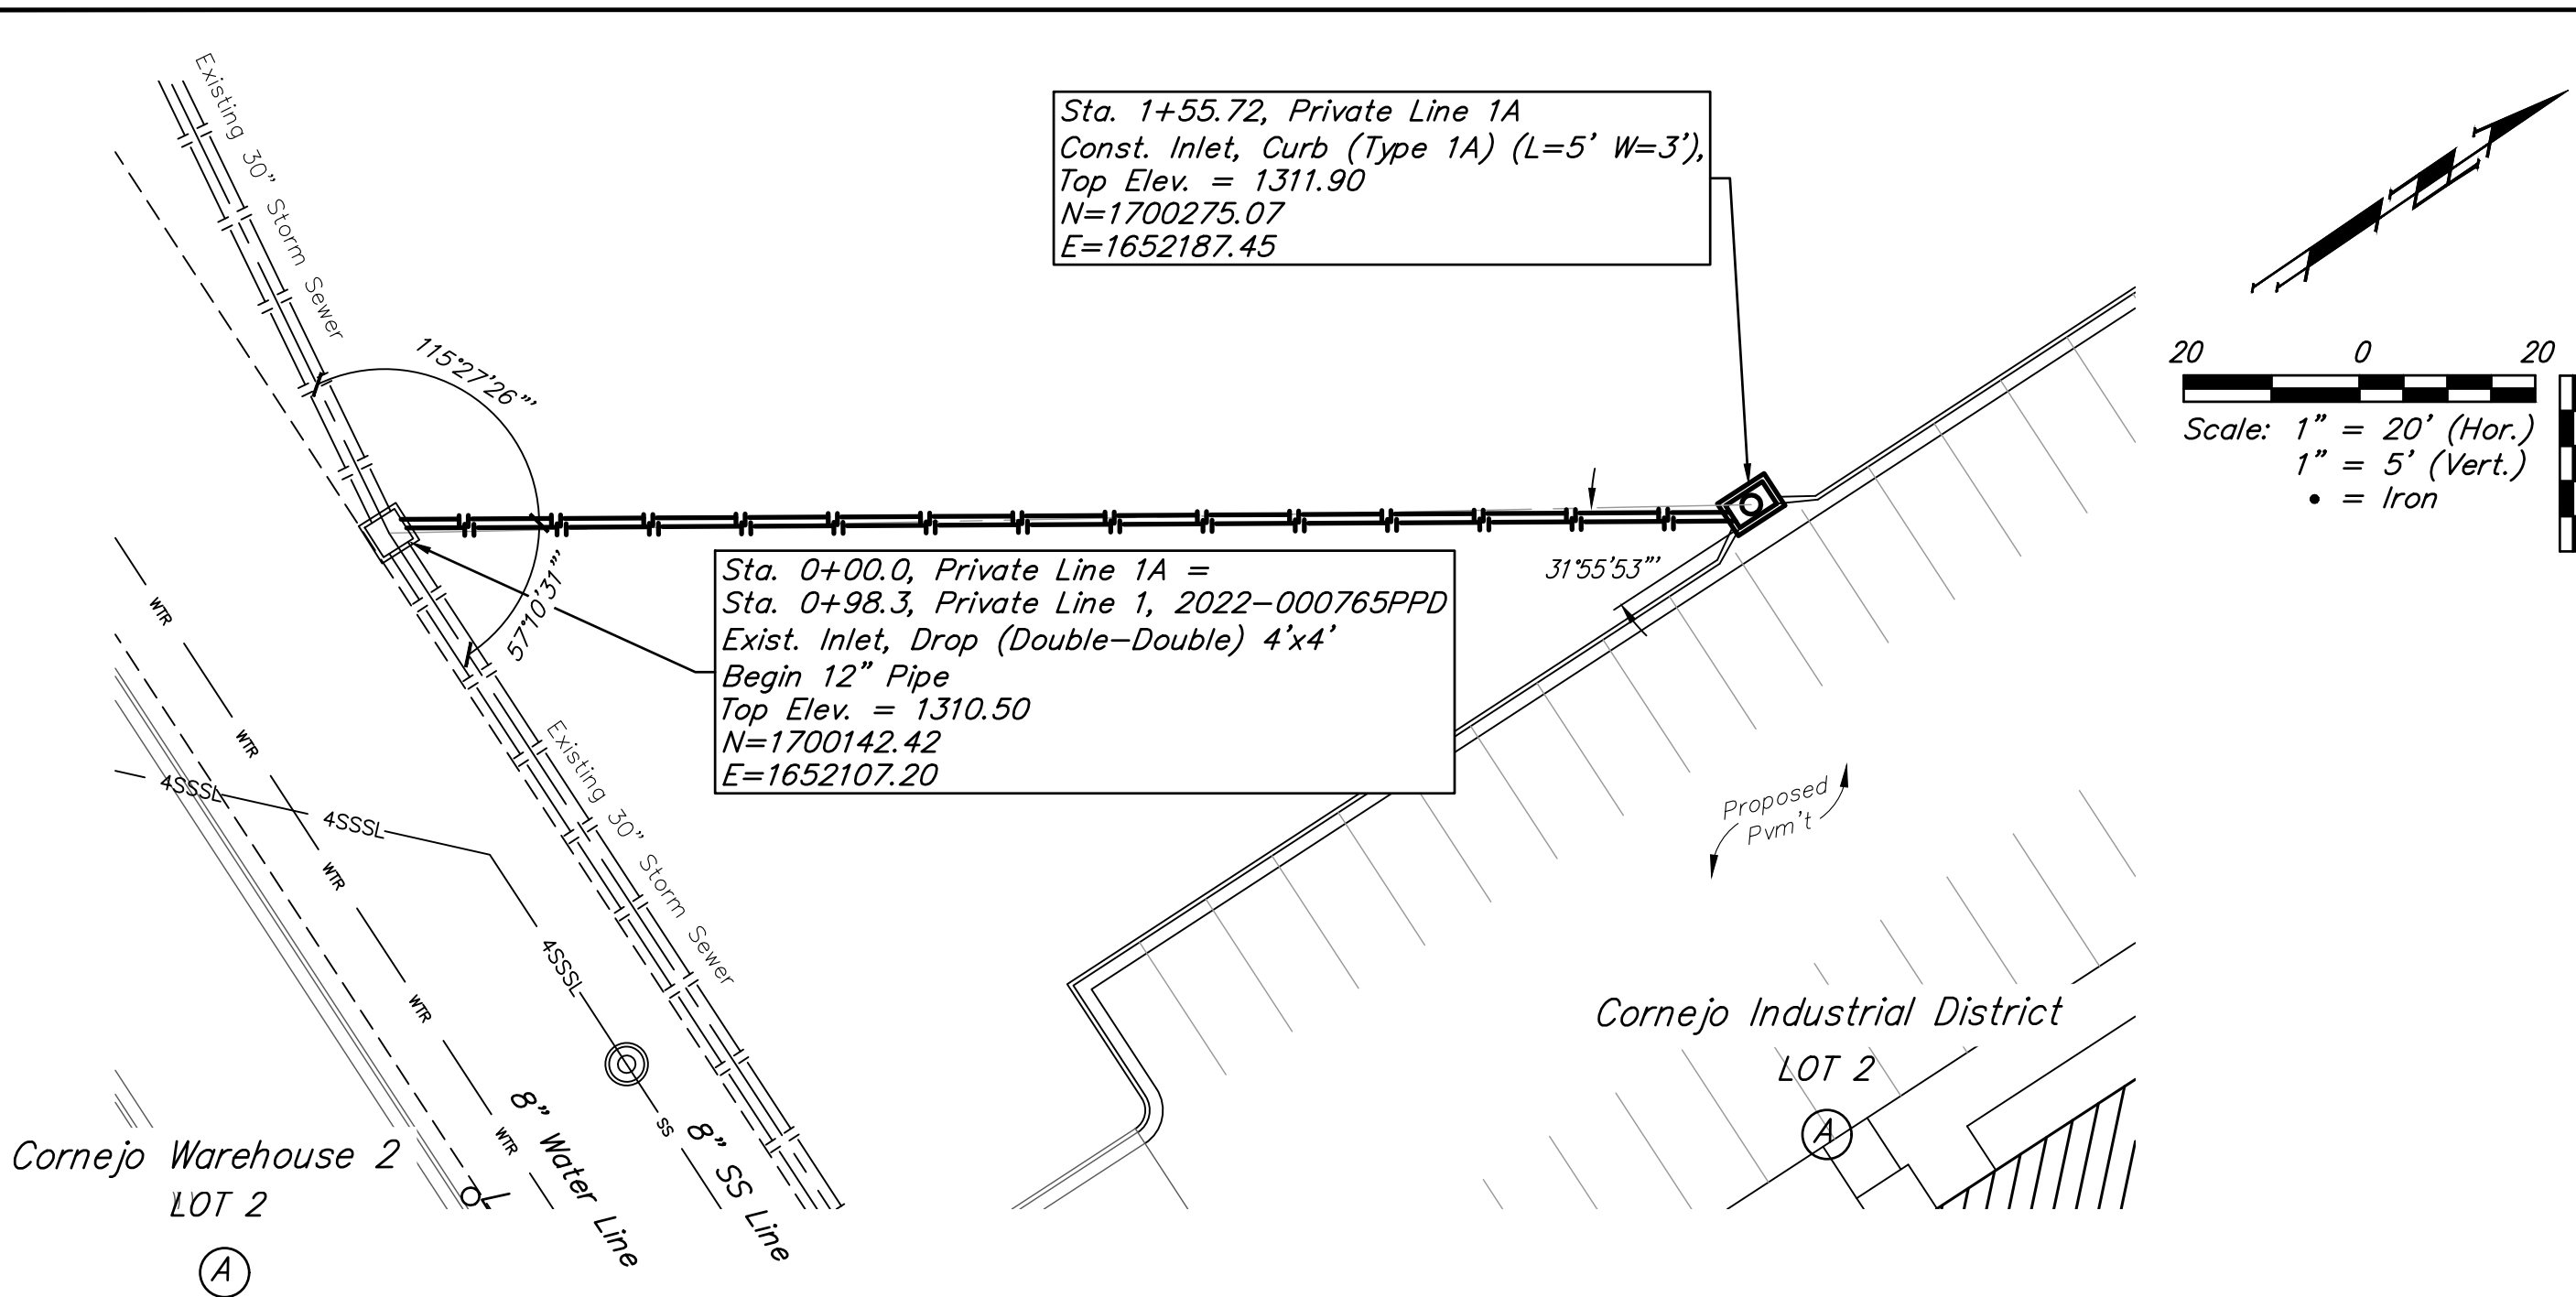 Existing 30" Storm Sewer
115°27'26"'
Sta. 1+55.72, Private Line 1A
Const. Inlet, Curb (Type 1A) (L=5' W=3'),
Top Elev. = 1311.90
N=1700275.07
E=1652187.45
20 0 20
Scale: 1" = 20' (Hor.)
1" = 5' (Vert.)
• = Iron
31°55'53"'
57°10'31"'
Sta. 0+00.0, Private Line 1A =
Sta. 0+98.3, Private Line 1, 2022-000765PPD
Exist. Inlet, Drop (Double-Double) 4'x4'
Begin 12" Pipe
Top Elev. = 1310.50
N=1700142.42
E=1652107.20
WTR
WTR
WTR
WTR
WTR
4SSSL
4SSSL
4SSSL
Existing 30" Storm Sewer
SS
8" Water Line
8" SS Line
Proposed
Pvm't
Cornejo Industrial District
LOT 2
A
Cornejo Warehouse 2
LOT 2
A